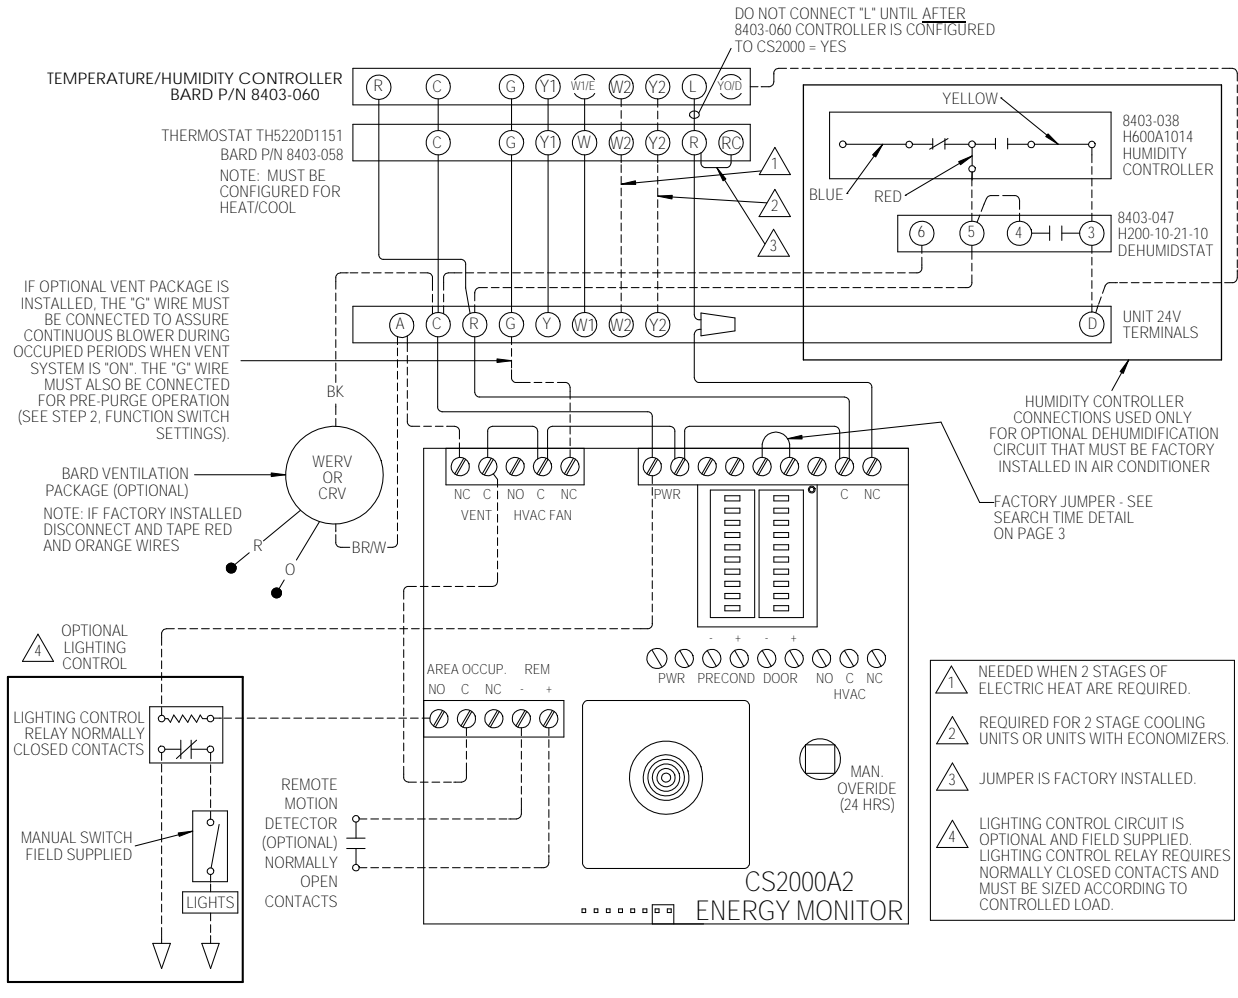 DO NOT CONNECT "L" UNTIL AFTER
8403-060 CONTROLLER IS CONFIGURED
TO CS2000 = YES
TEMPERATURE/HUMIDITY CONTROLLER
BARD P/N 8403-060
R C G Y1 W1/E W2 Y2 L YO/D
THERMOSTAT TH5220D1151
BARD P/N 8403-058
C G Y1 W W2 Y2 R RC
NOTE: MUST BE
CONFIGURED FOR
HEAT/COOL
1
2
3
YELLOW
BLUE
RED
8403-038
H600A1014
HUMIDITY
CONTROLLER
6 5 4 3
8403-047
H200-10-21-10
DEHUMIDSTAT
IF OPTIONAL VENT PACKAGE IS
INSTALLED, THE "G" WIRE MUST
BE CONNECTED TO ASSURE
CONTINUOUS BLOWER DURING
OCCUPIED PERIODS WHEN VENT
SYSTEM IS "ON". THE "G" WIRE
MUST ALSO BE CONNECTED
FOR PRE-PURGE OPERATION
(SEE STEP 2, FUNCTION SWITCH
SETTINGS).
A C R G Y W1 W2 Y2 D
UNIT 24V
TERMINALS
HUMIDITY CONTROLLER
CONNECTIONS USED ONLY
FOR OPTIONAL DEHUMIDIFICATION
CIRCUIT THAT MUST BE FACTORY
INSTALLED IN AIR CONDITIONER
BK
WERV
OR
CRV
BARD VENTILATION
PACKAGE (OPTIONAL)
NOTE: IF FACTORY INSTALLED
DISCONNECT AND TAPE RED
AND ORANGE WIRES
R
O
BR/W
NC C NO C NC
VENT HVAC FAN
PWR C NC
FACTORY JUMPER - SEE
SEARCH TIME DETAIL
ON PAGE 3
- + - +
PWR PRECOND DOOR NO C NC
HVAC
4
OPTIONAL
LIGHTING
CONTROL
AREA OCCUP. REM
NO C NC - +
LIGHTING CONTROL
RELAY NORMALLY
CLOSED CONTACTS
MANUAL SWITCH
FIELD SUPPLIED
LIGHTS
REMOTE
MOTION
DETECTOR
(OPTIONAL)
NORMALLY
OPEN
CONTACTS
MAN.
OVERIDE
(24 HRS)
CS2000A2
ENERGY MONITOR
1
NEEDED WHEN 2 STAGES OF
ELECTRIC HEAT ARE REQUIRED.
2
REQUIRED FOR 2 STAGE COOLING
UNITS OR UNITS WITH ECONOMIZERS.
3
JUMPER IS FACTORY INSTALLED.
4
LIGHTING CONTROL CIRCUIT IS
OPTIONAL AND FIELD SUPPLIED.
LIGHTING CONTROL RELAY REQUIRES
NORMALLY CLOSED CONTACTS AND
MUST BE SIZED ACCORDING TO
CONTROLLED LOAD.